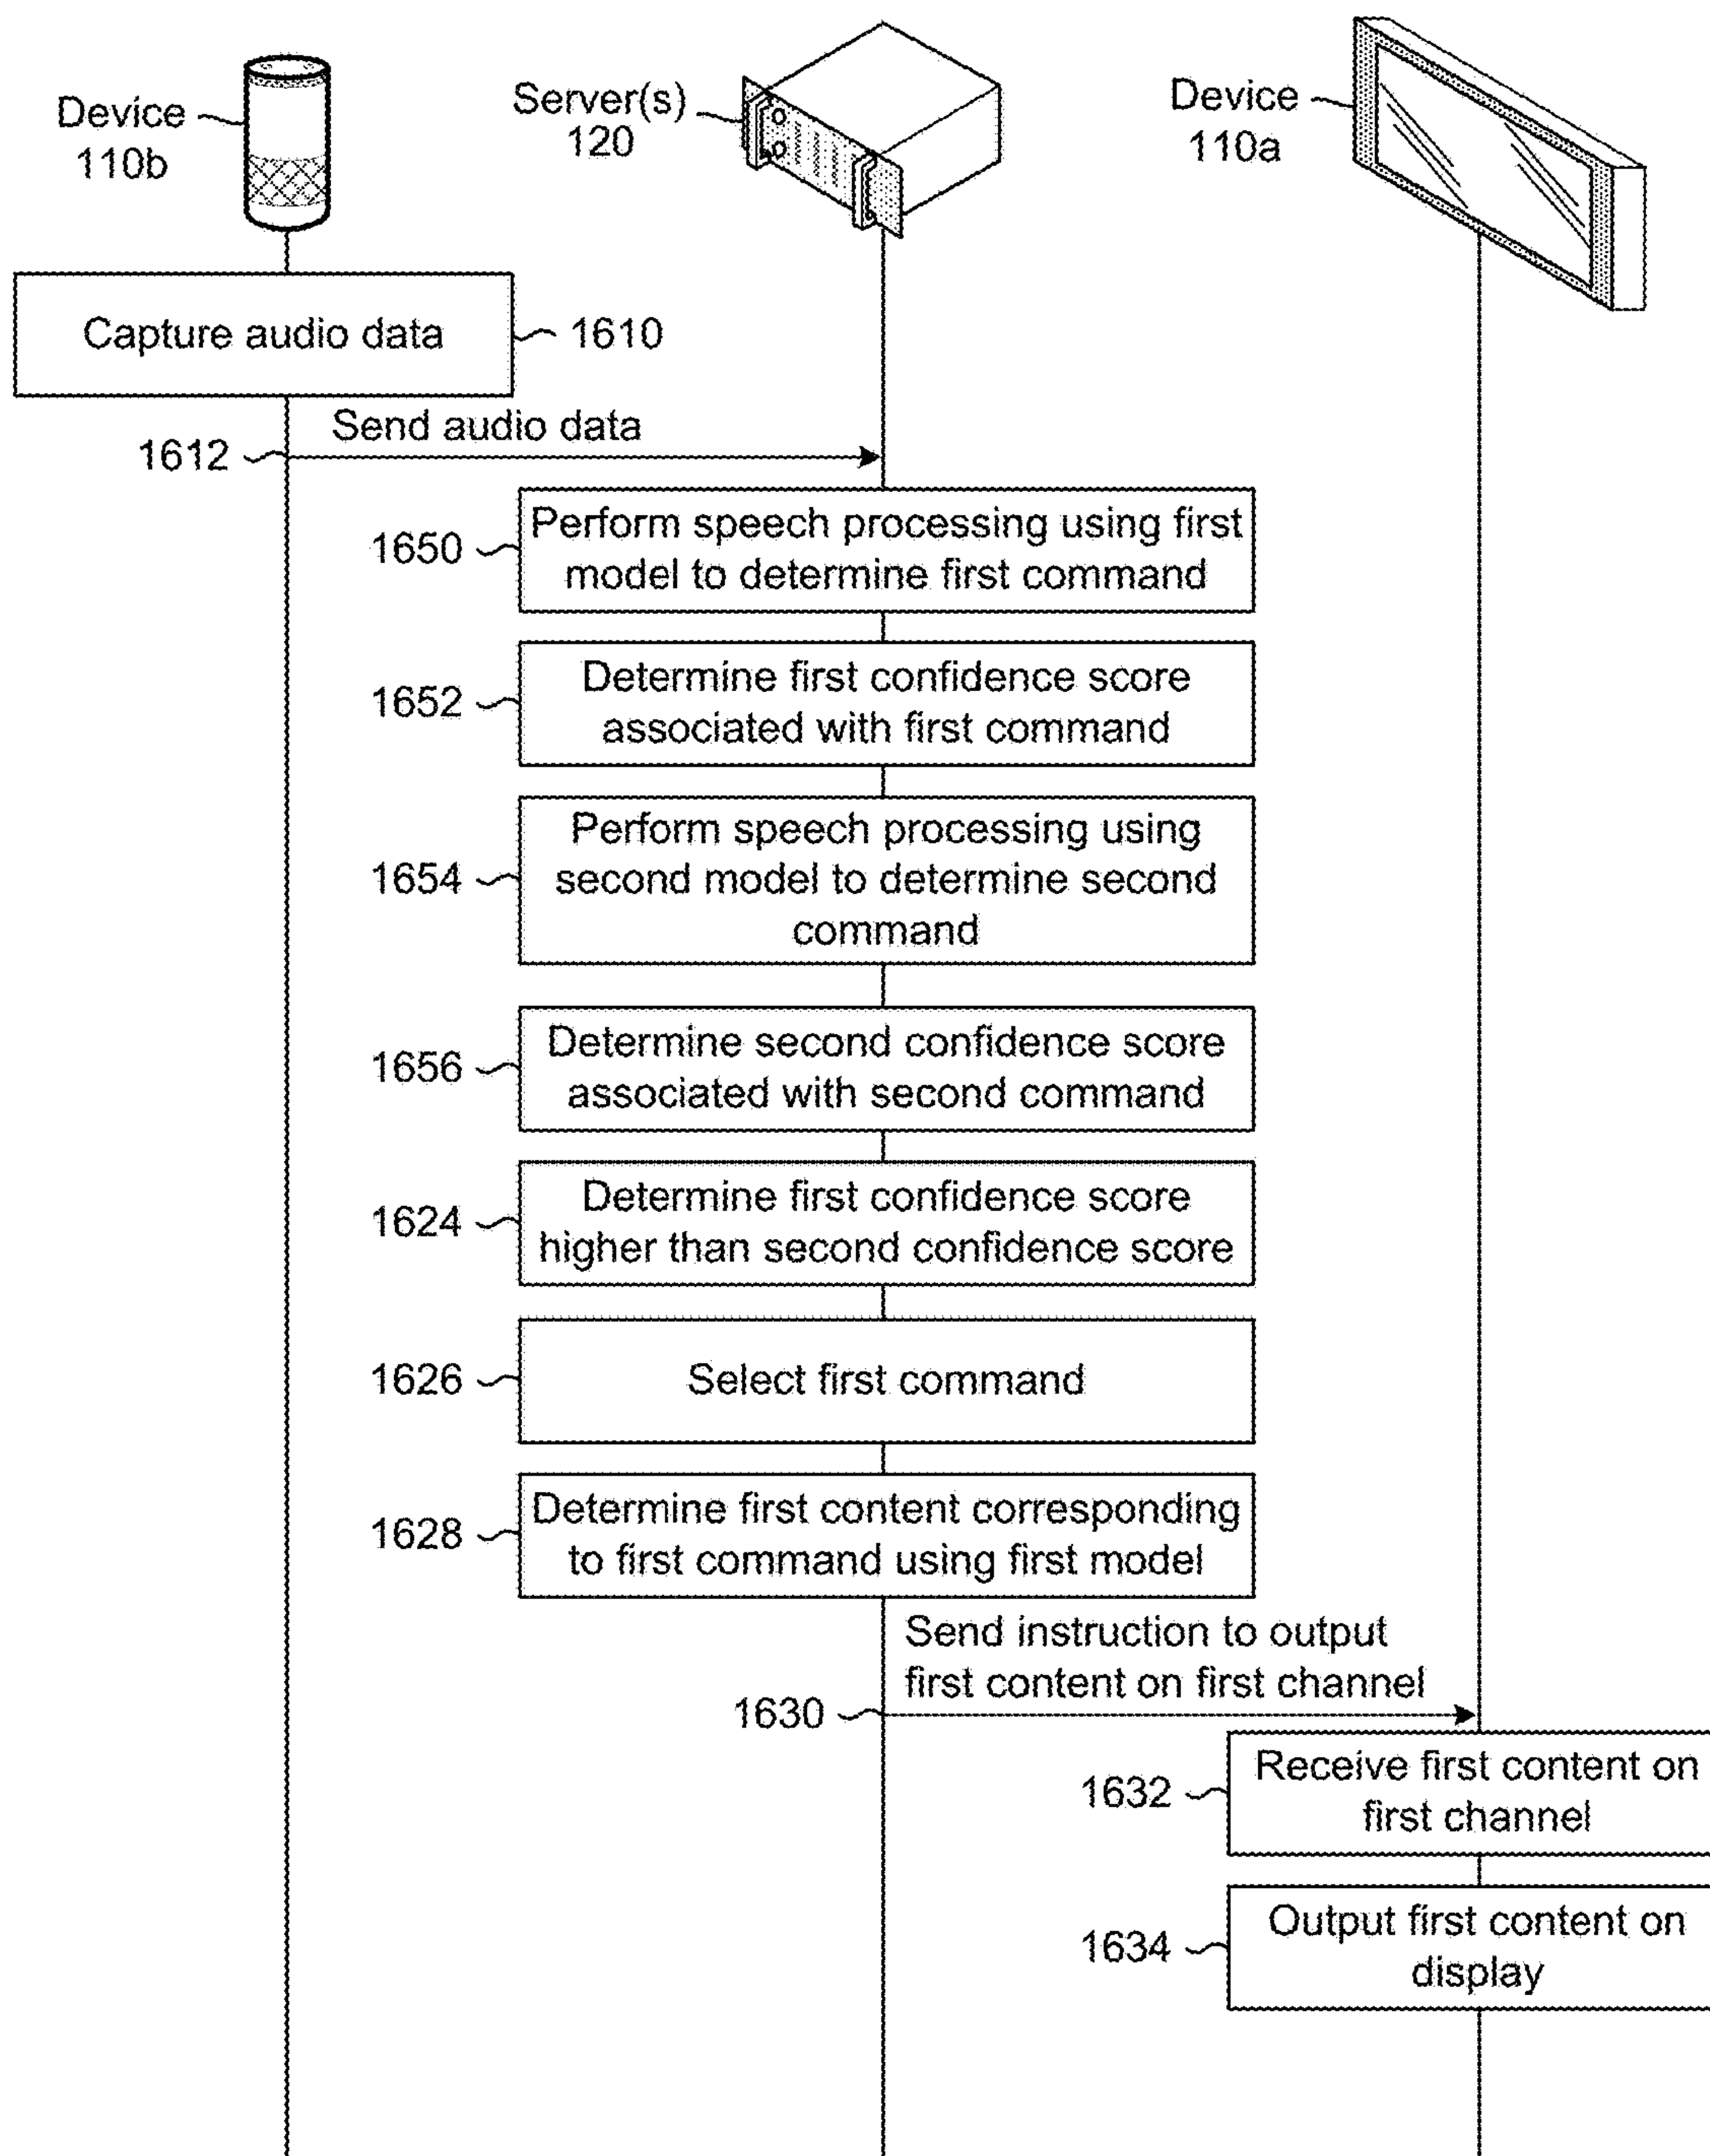 Device
110b
Server(s)
120
Device
110a
Capture audio data
1610
Send audio data
1612
1650
Perform speech processing using first
model to determine first command
1652
Determine first confidence score
associated with first command
1654
Perform speech processing using
second model to determine second
command
1656
Determine second confidence score
associated with second command
1624
Determine first confidence score
higher than second confidence score
1626
Select first command
1628
Determine first content corresponding
to first command using first model
Send instruction to output
first content on first channel
1630
1632
Receive first content on
first channel
1634
Output first content on
display